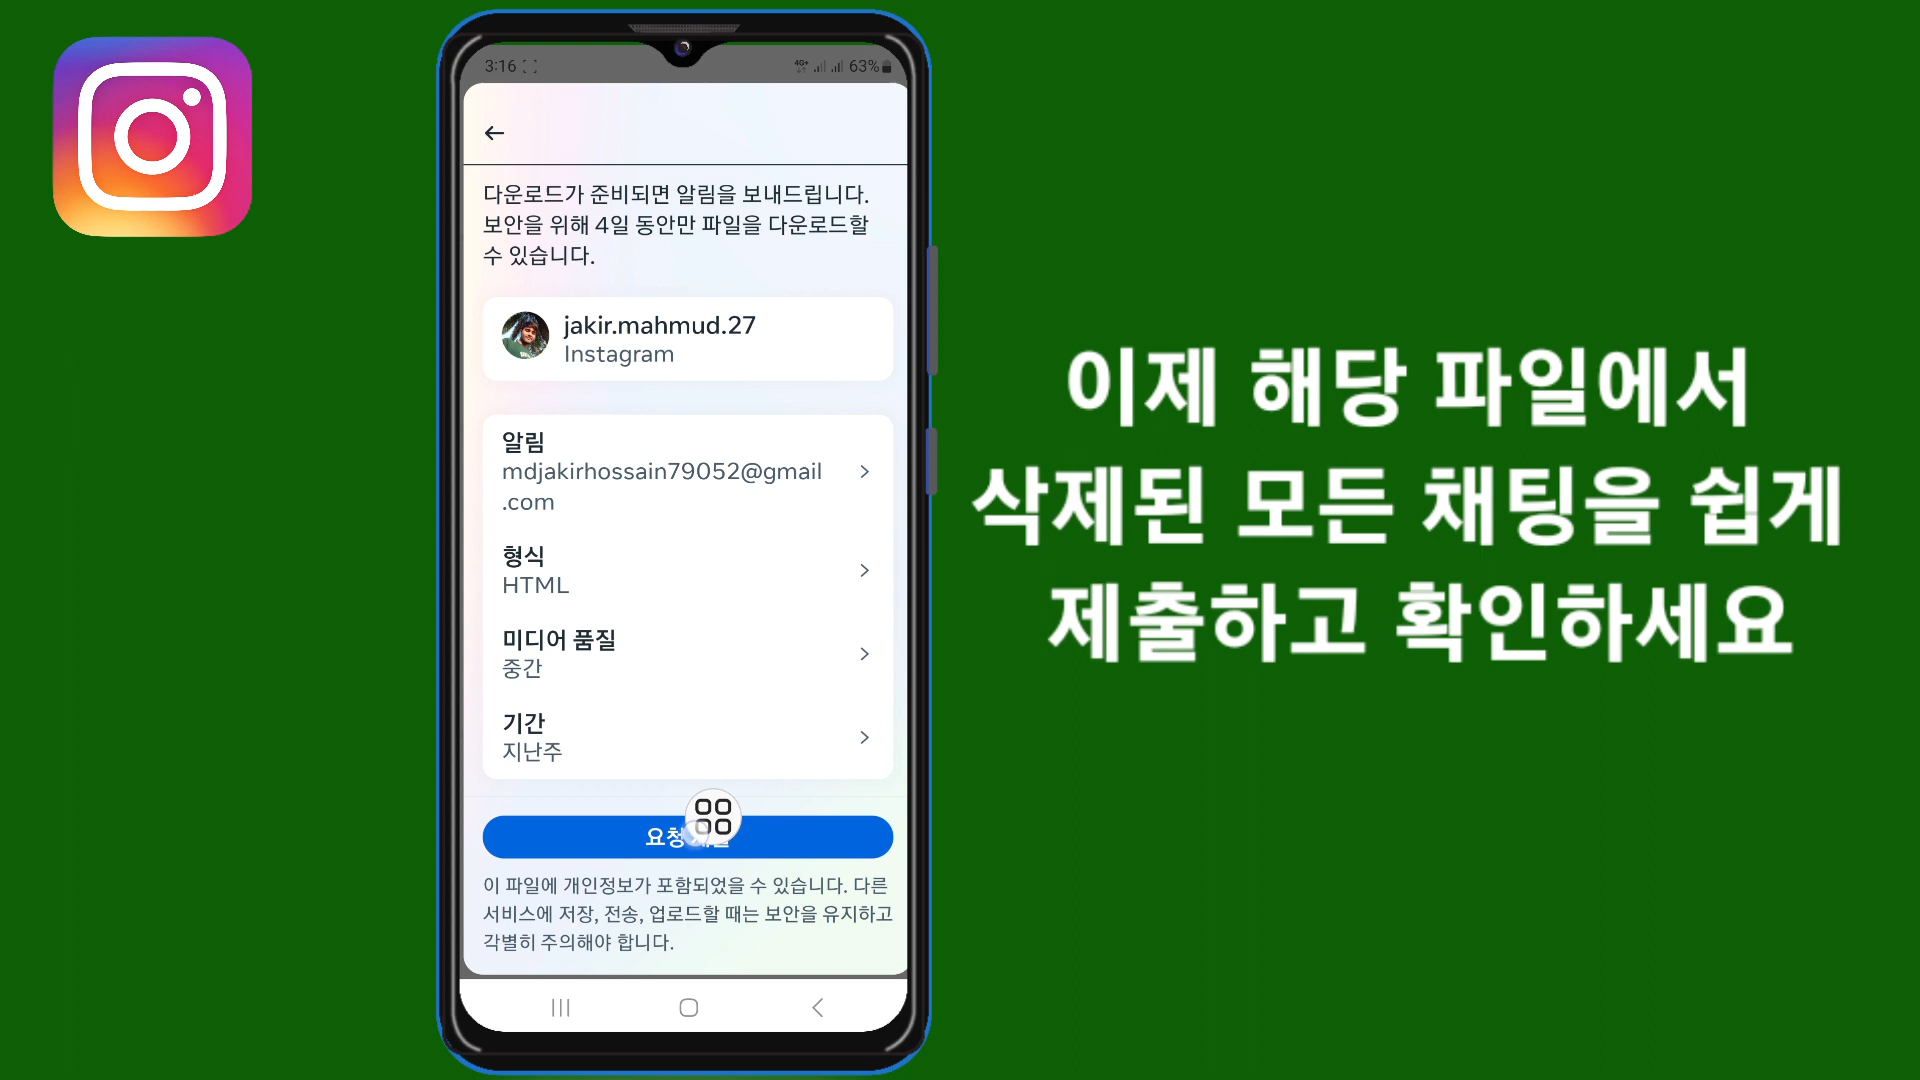 3:16
4G+
63%
다운로드가 준비되면 알림을 보내드립니다.
보안을 위해 4일 동안만 파일을 다운로드할
수 있습니다.
jakir.mahmud.27
Instagram
알림
mdjakirhossain79052@gmail
.com
형식
HTML
미디어 품질
중간
기간
지난주
이 파일에 개인정보가 포함되었을 수 있습니다. 다른
서비스에 저장, 전송, 업로드할 때는 보안을 유지하고
각별히 주의해야 합니다.
이제 해당 파일에서
삭제된 모든 채팅을 쉽게
제출하고 확인하세요